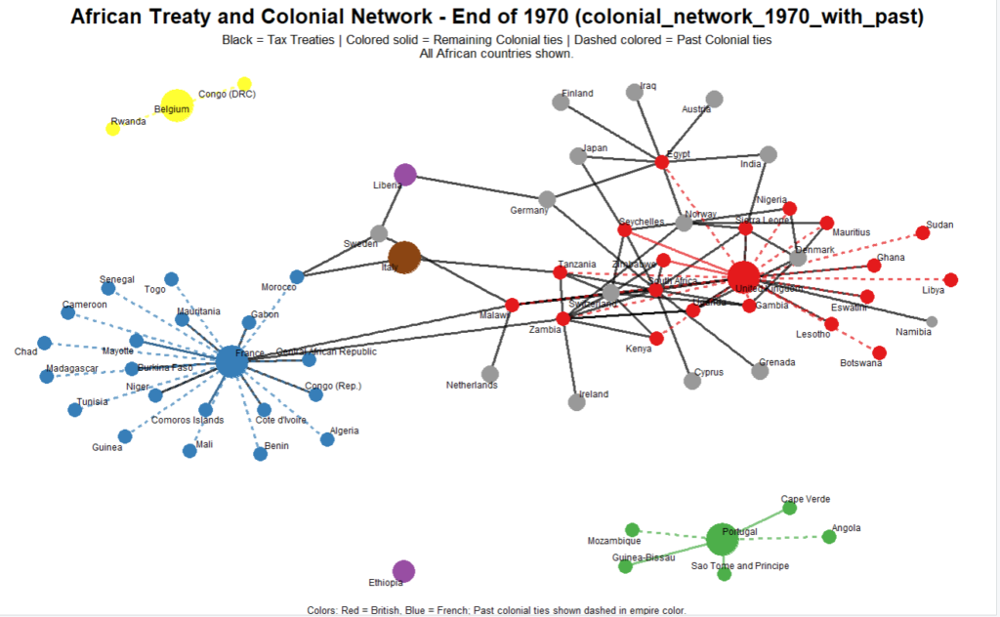 African Treaty and Colonial Network - End of 1970 (colonial_network_1970_with_past)
Black = Tax Treaties | Colored solid = Remaining Colonial ties | Dashed colored = Past Colonial ties
All African countries shown.
Congo (DRC)
Belgium
Rwanda
Finland
Iraq
Austria
Japan
Egypt
India
Liberia
Germany
Nigeria
Seychelles
Norway
Sierra Leone
Mauritius
Sudan
Sweden
Italy
Denmark
Ghana
Tanzania
Zimbabwe
South Africa
United Kingdom
Libya
Senegal
Togo
Morocco
Cameroon
Mauritania
Gabon
Malawi
Switzerland
Uganda
Gambia
Eswatini
Zambia
Lesotho
Namibia
Chad
Mayotte
France
Central African Republic
Kenya
Botswana
Madagascar
Burkina Faso
Niger
Congo (Rep.)
Netherlands
Cyprus
Grenada
Tunisia
Comoros Islands
Cote d'Ivoire
Ireland
Algeria
Guinea
Mali
Benin
Cape Verde
Mozambique
Portugal
Angola
Guinea-Bissau
Sao Tome and Principe
Ethiopia
Colors: Red = British, Blue = French; Past colonial ties shown dashed in empire color.